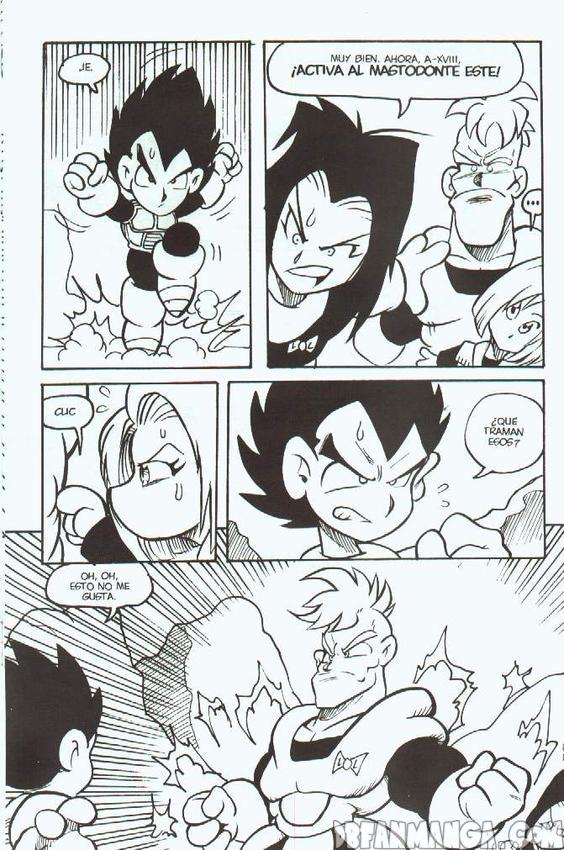 JE.
MUY BIEN. AHORA, A-XVIII,
¡ACTIVA AL MASTODONTE ESTE!
...
CLIC
¿QUE
TRAMAN
ESOS?
OH, OH,
ESTO NO ME
GUSTA.
DBFANMANGA.COM